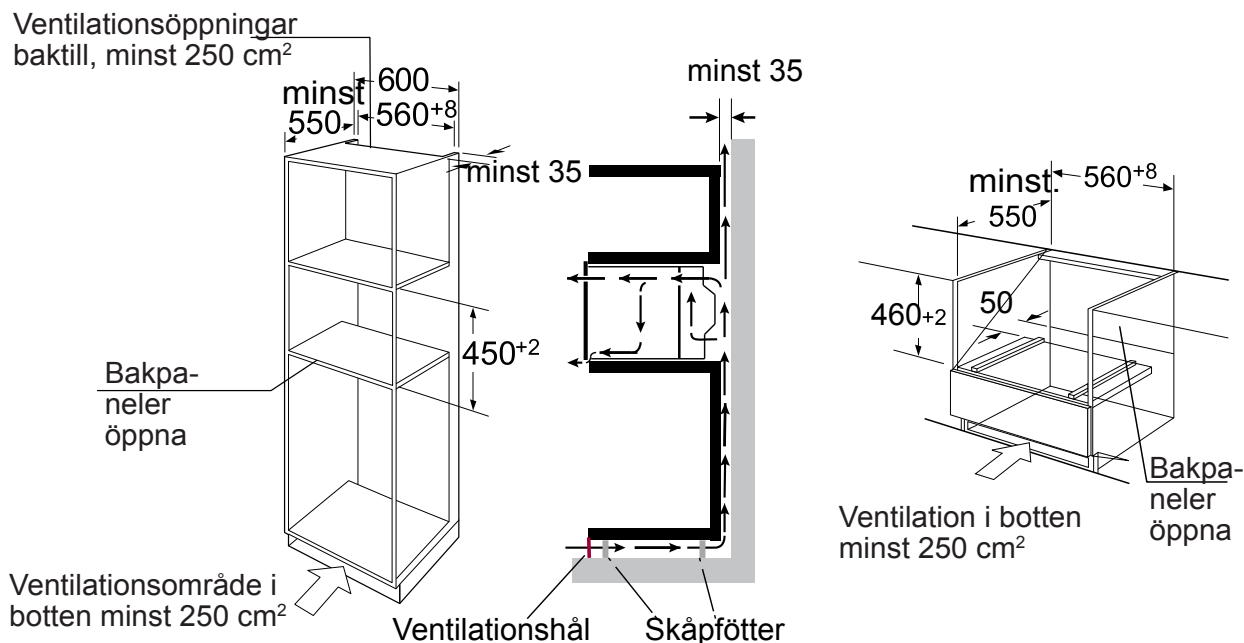 Ventilationsöppningar
baktill, minst 250 cm²
600
minst
550
560+8
minst 35
450+2
Bakpa-
neler
öppna
Ventilationsområde i
botten minst 250 cm²
minst 35
Ventilationshål
Skåpfötter
minst.
560+8
550
460+2
50
Bakpa-
neler
öppna
Ventilation i botten
minst 250 cm²